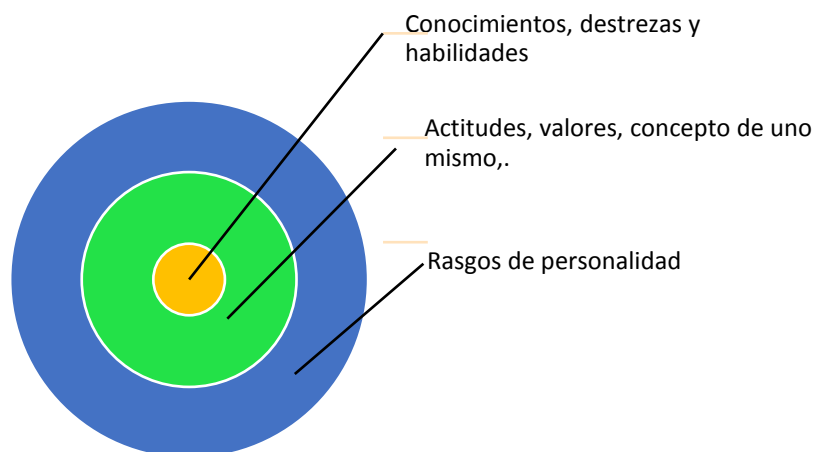 Conocimientos, destrezas y
habilidades
Actitudes, valores, concepto de uno
mismo,.
Rasgos de personalidad